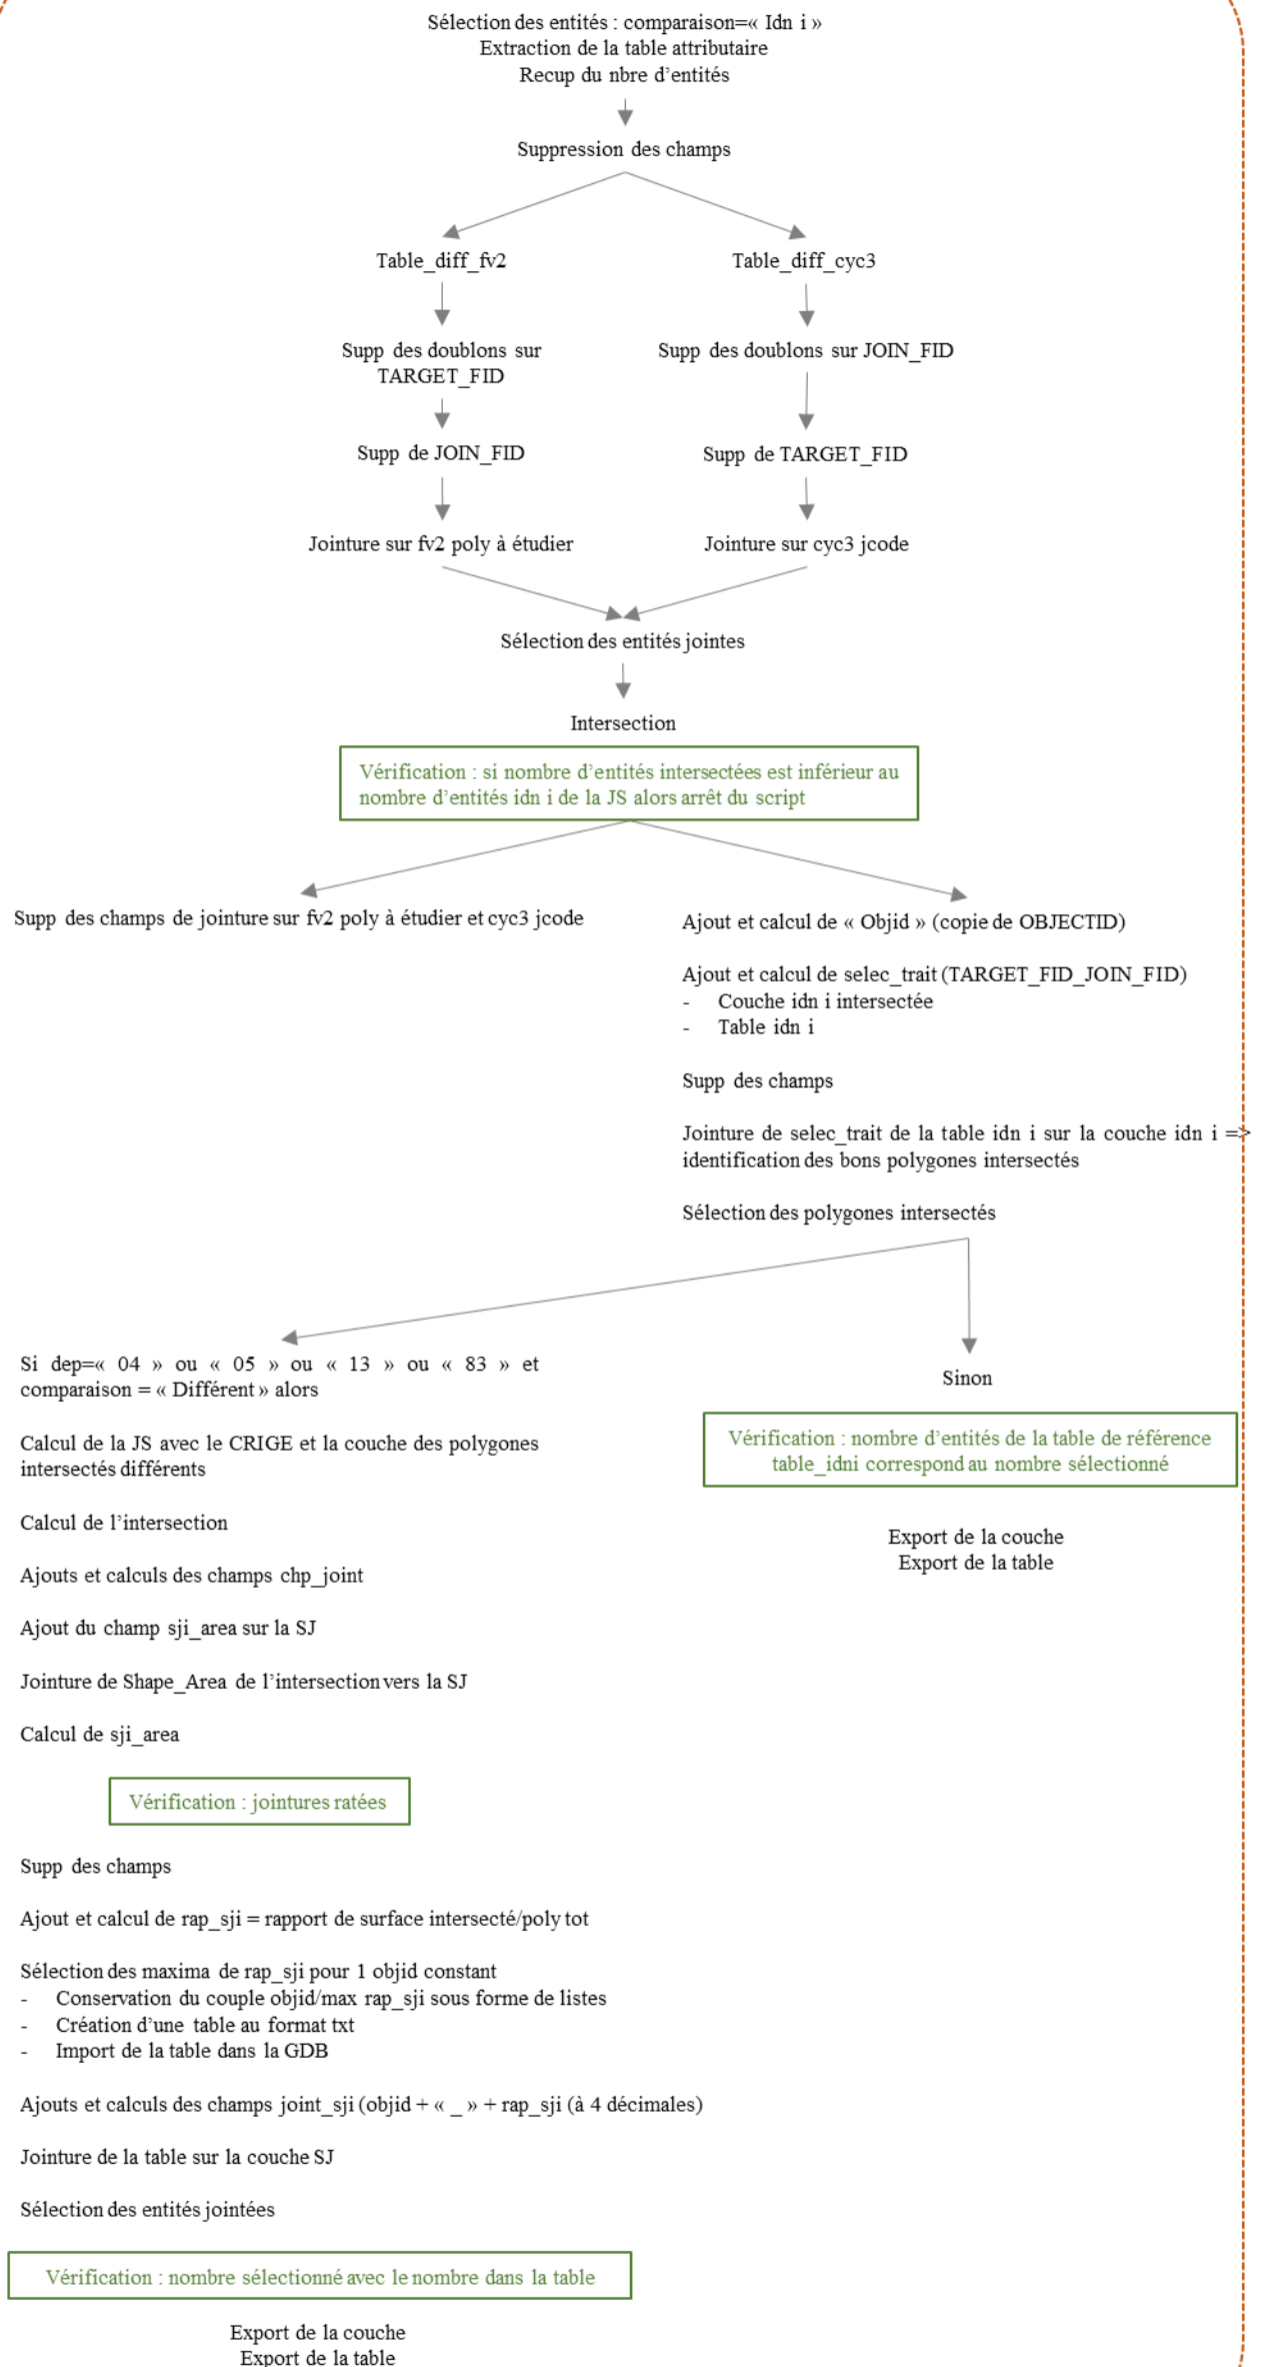 Sélection des entités : comparaison=« Idn i »
Extraction de la table attributaire
Recup du nbre d'entités
Suppression des champs
Table_diff_fv2
Table_diff_cyc3
Supp des doublons sur
TARGET_FID
Supp des doublons sur JOIN_FID
Supp de JOIN_FID
Supp de TARGET_FID
Jointure sur fv2 poly à étudier
Jointure sur cyc3 jcode
Sélection des entités jointes
Intersection
Vérification : si nombre d'entités intersectées est inférieur au
nombre d'entités idn i de la JS alors arrêt du script
Supp des champs de jointure sur fv2 poly à étudier et cyc3 jcode
Ajout et calcul de « Objid » (copie de OBJECTID)
Ajout et calcul de selec_trait (TARGET_FID_JOIN_FID)
- Couche idn i intersectée
- Table idn i
Supp des champs
Jointure de selec_trait de la table idn i sur la couche idn i =>
identification des bons polygones intersectés
Sélection des polygones intersectés
Si dep=« 04 » ou « 05 » ou « 13 » ou « 83 » et
comparaison = « Différent » alors
Calcul de la JS avec le CRIGE et la couche des polygones
intersectés différents
Calcul de l'intersection
Ajouts et calculs des champs chp_joint
Ajout du champ sji_area sur la SJ
Jointure de Shape_Area de l'intersection vers la SJ
Calcul de sji_area
Vérification : jointures ratées
Supp des champs
Ajout et calcul de rap_sji = rapport de surface intersecté/poly tot
Sélection des maxima de rap_sji pour 1 objid constant
- Conservation du couple objid/max rap_sji sous forme de listes
- Création d'une table au format txt
- Import de la table dans la GDB
Ajouts et calculs des champs joint_sji (objid + « _ » + rap_sji (à 4 décimales)
Jointure de la table sur la couche SJ
Sélection des entités jointées
Vérification : nombre sélectionné avec le nombre dans la table
Export de la couche
Export de la table
Sinon
Vérification : nombre d'entités de la table de référence
table_idni correspond au nombre sélectionné
Export de la couche
Export de la table